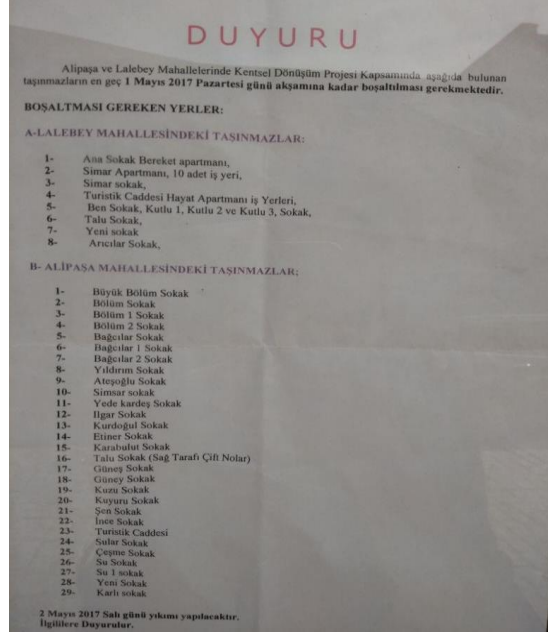 DUYURU
Alipaşa ve Lalebey Mahallelerinde Kentsel Dönüşüm Projesi Kapsamında aşağıda bulunan
taşınmazların en geç 1 Mayıs 2017 Pazartesi günü akşamına kadar boşaltılması gerekmektedir.
BOŞALTMASI GEREKEN YERLER:
A-LALEBEY MAHALLESİNDEKİ TAŞINMAZLAR:
1- Ana Sokak Bereket apartmanı,
2- Simar Apartmanı, 10 adet iş yeri,
3- Simar sokak,
4- Turistik Caddesi Hayat Apartmanı iş Yerleri,
5- Ben Sokak, Kutlu 1, Kutlu 2 ve Kutlu 3, Sokak,
6- Talu Sokak,
7- Yeni sokak
8- Arıcılar Sokak,
B- ALİPAŞA MAHALLESİNDEKİ TAŞINMAZLAR;
1- Büyük Bölüm Sokak
2- Bölüm Sokak
3- Bölüm 1 Sokak
4- Bölüm 2 Sokak
5- Bağcılar Sokak
6- Bağcılar 1 Sokak
7- Bağcılar 2 Sokak
8- Yıldırım Sokak
9- Ateşoğlu Sokak
10- Simsar sokak
11- Yede kardeş Sokak
12- Ilgar Sokak
13- Kurdoğul Sokak
14- Etiner Sokak
15- Karabulut Sokak
16- Talu Sokak (Sağ Tarafı Çift Nolar)
17- Güneş Sokak
18- Güney Sokak
19- Kuzu Sokak
20- Kuyuru Sokak
21- Şen Sokak
22- İnce Sokak
23- Turistik Caddesi
24- Sular Sokak
25- Çeşme Sokak
26- Su Sokak
27- Su 1 sokak
28- Yeni Sokak
29- Karlı sokak
2 Mayıs 2017 Salı günü yıkımı yapılacaktır.
İlgililere Duyurulur.